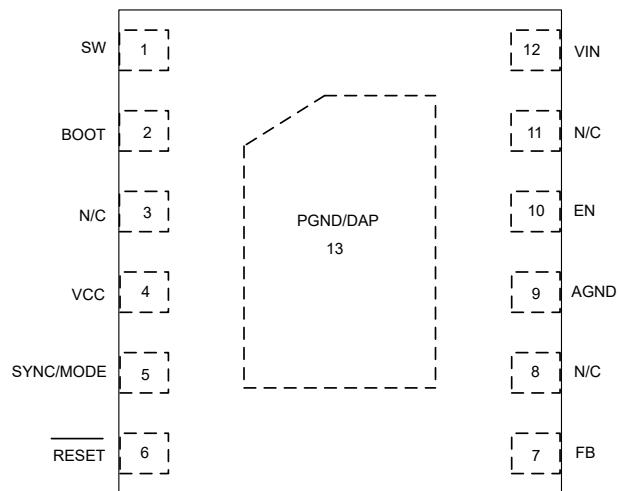 SW 1 12 VIN
BOOT 2 11 N/C
N/C 3 10 EN
PGND/DAP
13
VCC 4 9 AGND
SYNC/MODE 5 8 N/C
RESET 6 7 FB